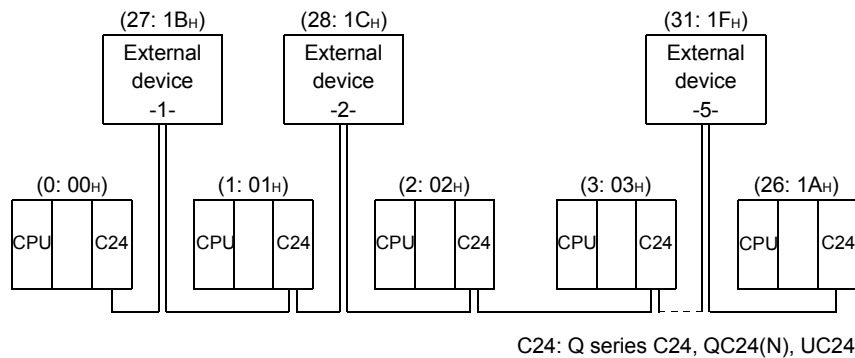 (27: 1BH) (28: 1CH) (31: 1FH)
External External External
device device device
-1- -2- -5-
(0: 00H) (1: 01H) (2: 02H) (3: 03H) (26: 1AH)
CPU C24 CPU C24 CPU C24 CPU C24 CPU C24
C24: Q series C24, QC24(N), UC24